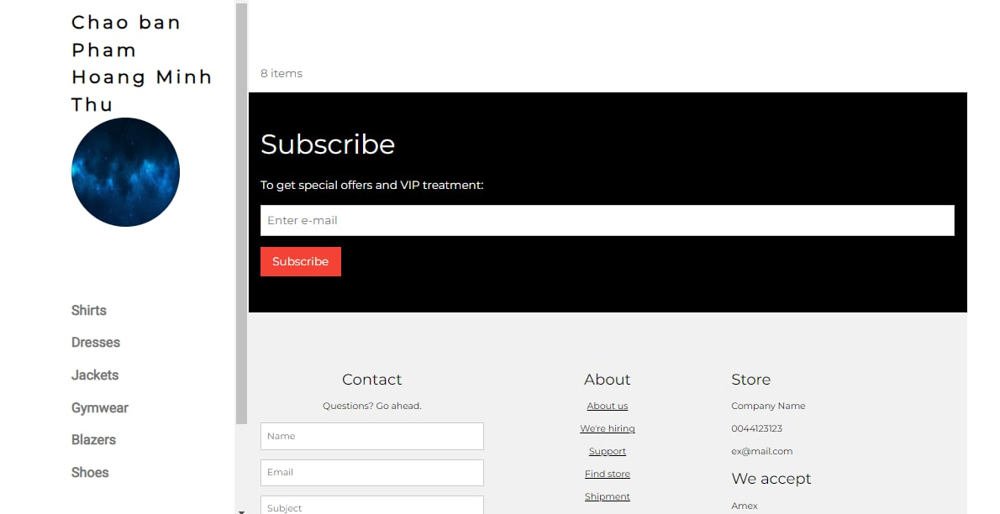 Chao ban
Pham
Hoang Minh
Thu
Shirts
Dresses
Jackets
Gymwear
Blazers
Shoes
8 items
Subscribe
To get special offers and VIP treatment:
Enter e-mail
Subscribe
Contact
Questions? Go ahead.
Name
Email
Subject
About
About us
We're hiring
Support
Find store
Shipment
Store
Company Name
0044123123
ex@mail.com
We accept
Amex